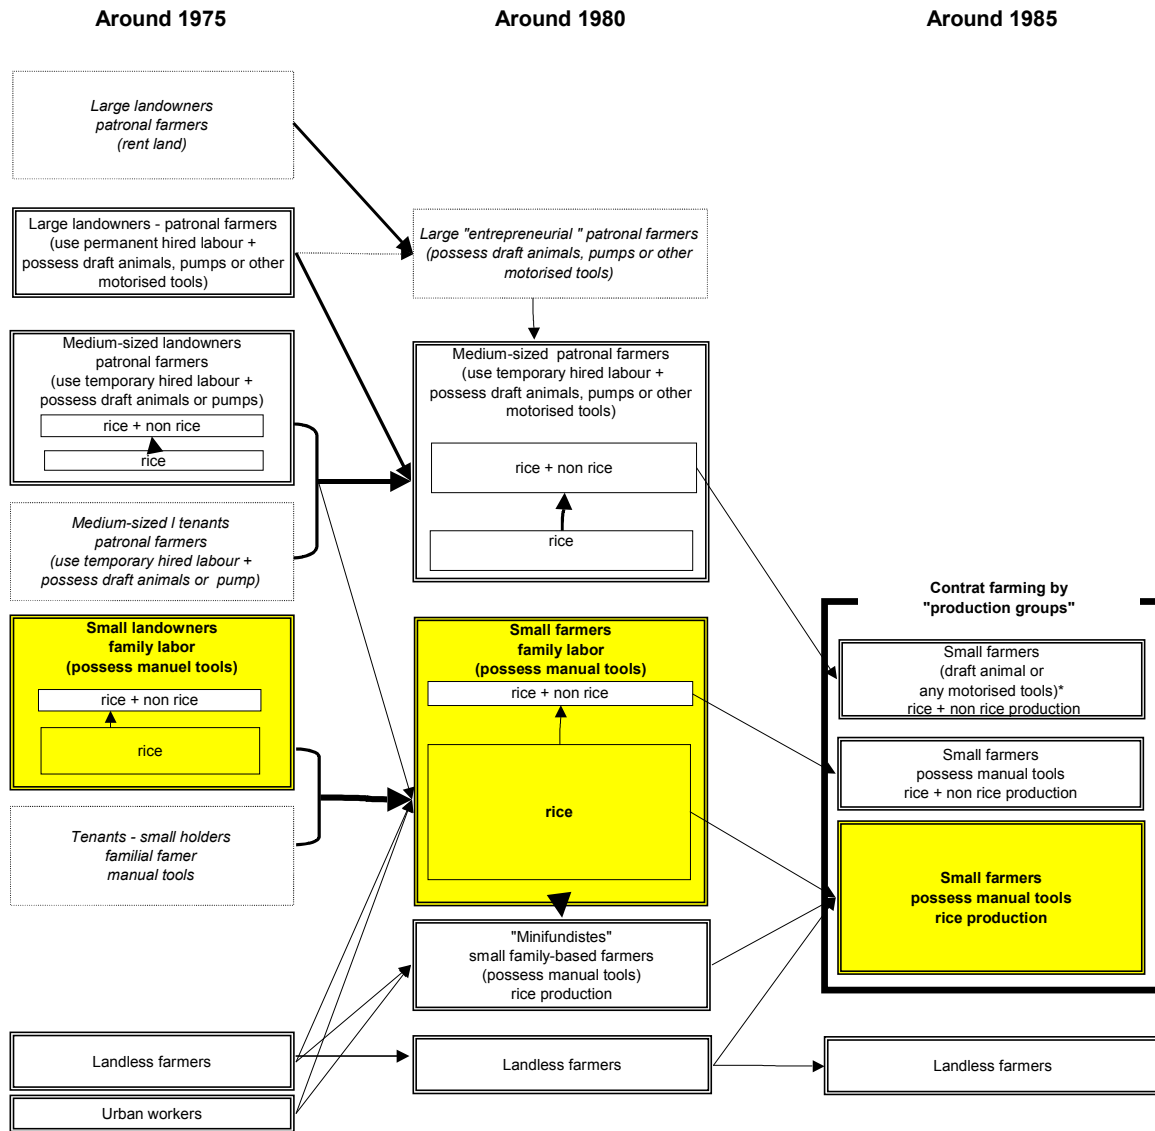 Around 1975
Large landowners
patronal farmers
(rent land)
Large landowners - patronal farmers
(use permanent hired labour +
possess draft animals, pumps or other
motorised tools)
Medium-sized landowners
patronal farmers
(use temporary hired labour +
possess draft animals or pumps)
rice + non rice
rice
Medium-sized l tenants
patronal farmers
(use temporary hired labour +
possess draft animals or pump)
Small landowners
family labor
(possess manuel tools)
rice + non rice
rice
Tenants - small holders
familial famer
manual tools
Landless farmers
Urban workers
Around 1980
Large "entrepreneurial " patronal farmers
(possess draft animals, pumps or other
motorised tools)
Medium-sized patronal farmers
(use temporary hired labour +
possess draft animals, pumps or other
motorised tools)
rice + non rice
rice
Small farmers
family labor
(possess manual tools)
rice + non rice
rice
"Minifundistes"
small family-based farmers
(possess manual tools)
rice production
Landless farmers
Around 1985
Contrat farming by
"production groups"
Small farmers
(draft animal or
any motorised tools)*
rice + non rice production
Small farmers
possess manual tools
rice + non rice production
Small farmers
possess manual tools
rice production
Landless farmers